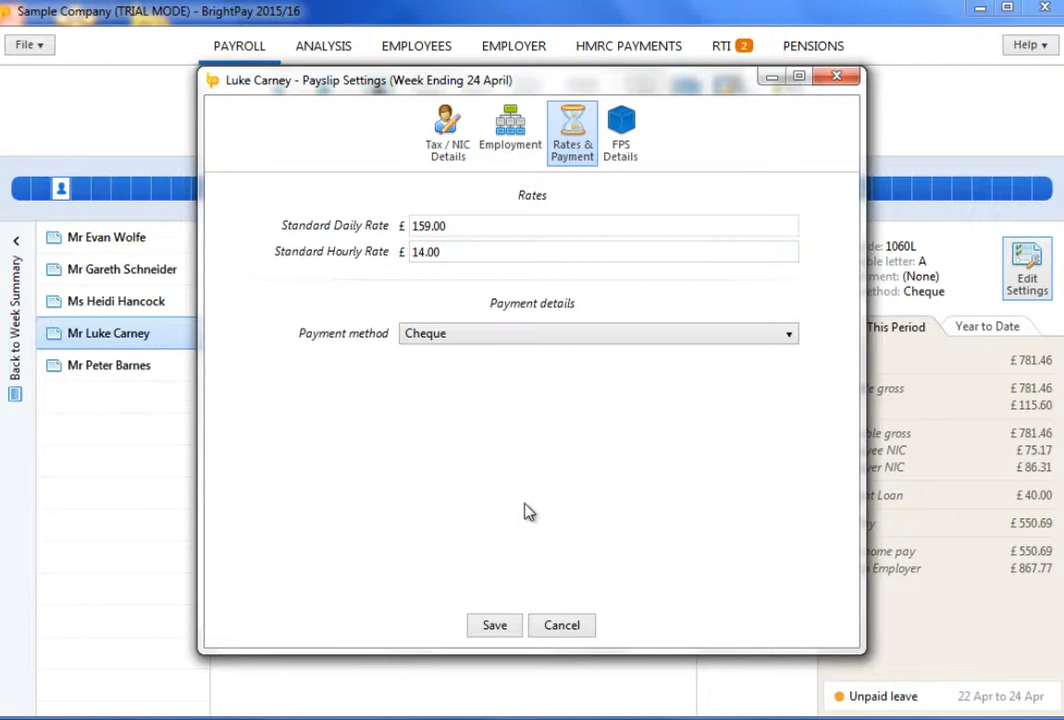 Sample Company (TRIAL MODE) - BrightPay 2015/16
File
PAYROLL
ANALYSIS
EMPLOYEES
EMPLOYER
HMRC PAYMENTS
RTI 2
PENSIONS
Help
Luke Carney - Payslip Settings (Week Ending 24 April)
Tax / NIC
Details
Employment
Rates &
Payment
FPS
Details
Rates
Standard Daily Rate £ 159.00
Standard Hourly Rate £ 14.00
Payment details
Payment method Cheque
Save
Cancel
Back to Week Summary
Mr Evan Wolfe
Mr Gareth Schneider
Ms Heidi Hancock
Mr Luke Carney
Mr Peter Barnes
de: 1060L
ble letter: A
ment: (None)
ethod: Cheque
Edit
Settings
This Period
Year to Date
£ 781.46
le gross £ 781.46
£ 115.60
ble gross £ 781.46
yee NIC £ 75.17
yer NIC £ 86.31
nt Loan £ 40.00
£ 550.69
home pay £ 550.69
Employer £ 867.77
Unpaid leave 22 Apr to 24 Apr